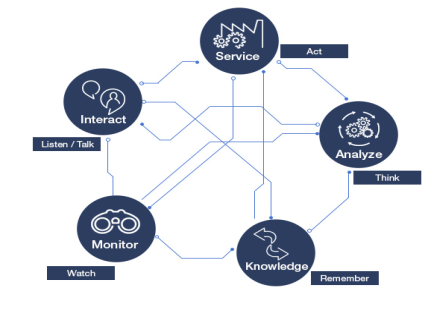 Service
Act
Interact
Listen / Talk
Analyze
Think
Monitor
Watch
Knowledge
Remember